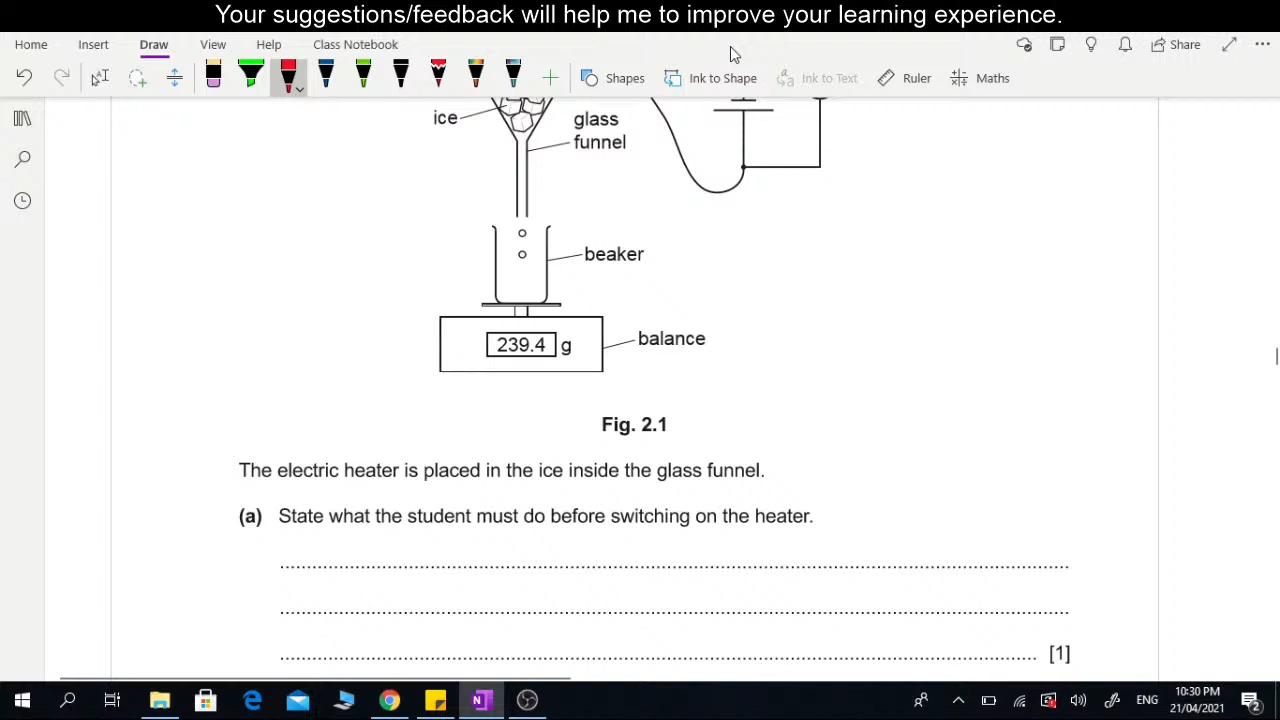 Your suggestions/feedback will help me to improve your learning experience.
Home Insert Draw View Help Class Notebook Share
Shapes Ink to Shape Ink to Text Ruler Maths
ice
glass
funnel
beaker
239.4 g
balance
Fig. 2.1
The electric heater is placed in the ice inside the glass funnel.
(a) State what the student must do before switching on the heater.
[1]
ENG
10:30 PM
21/04/2021
2